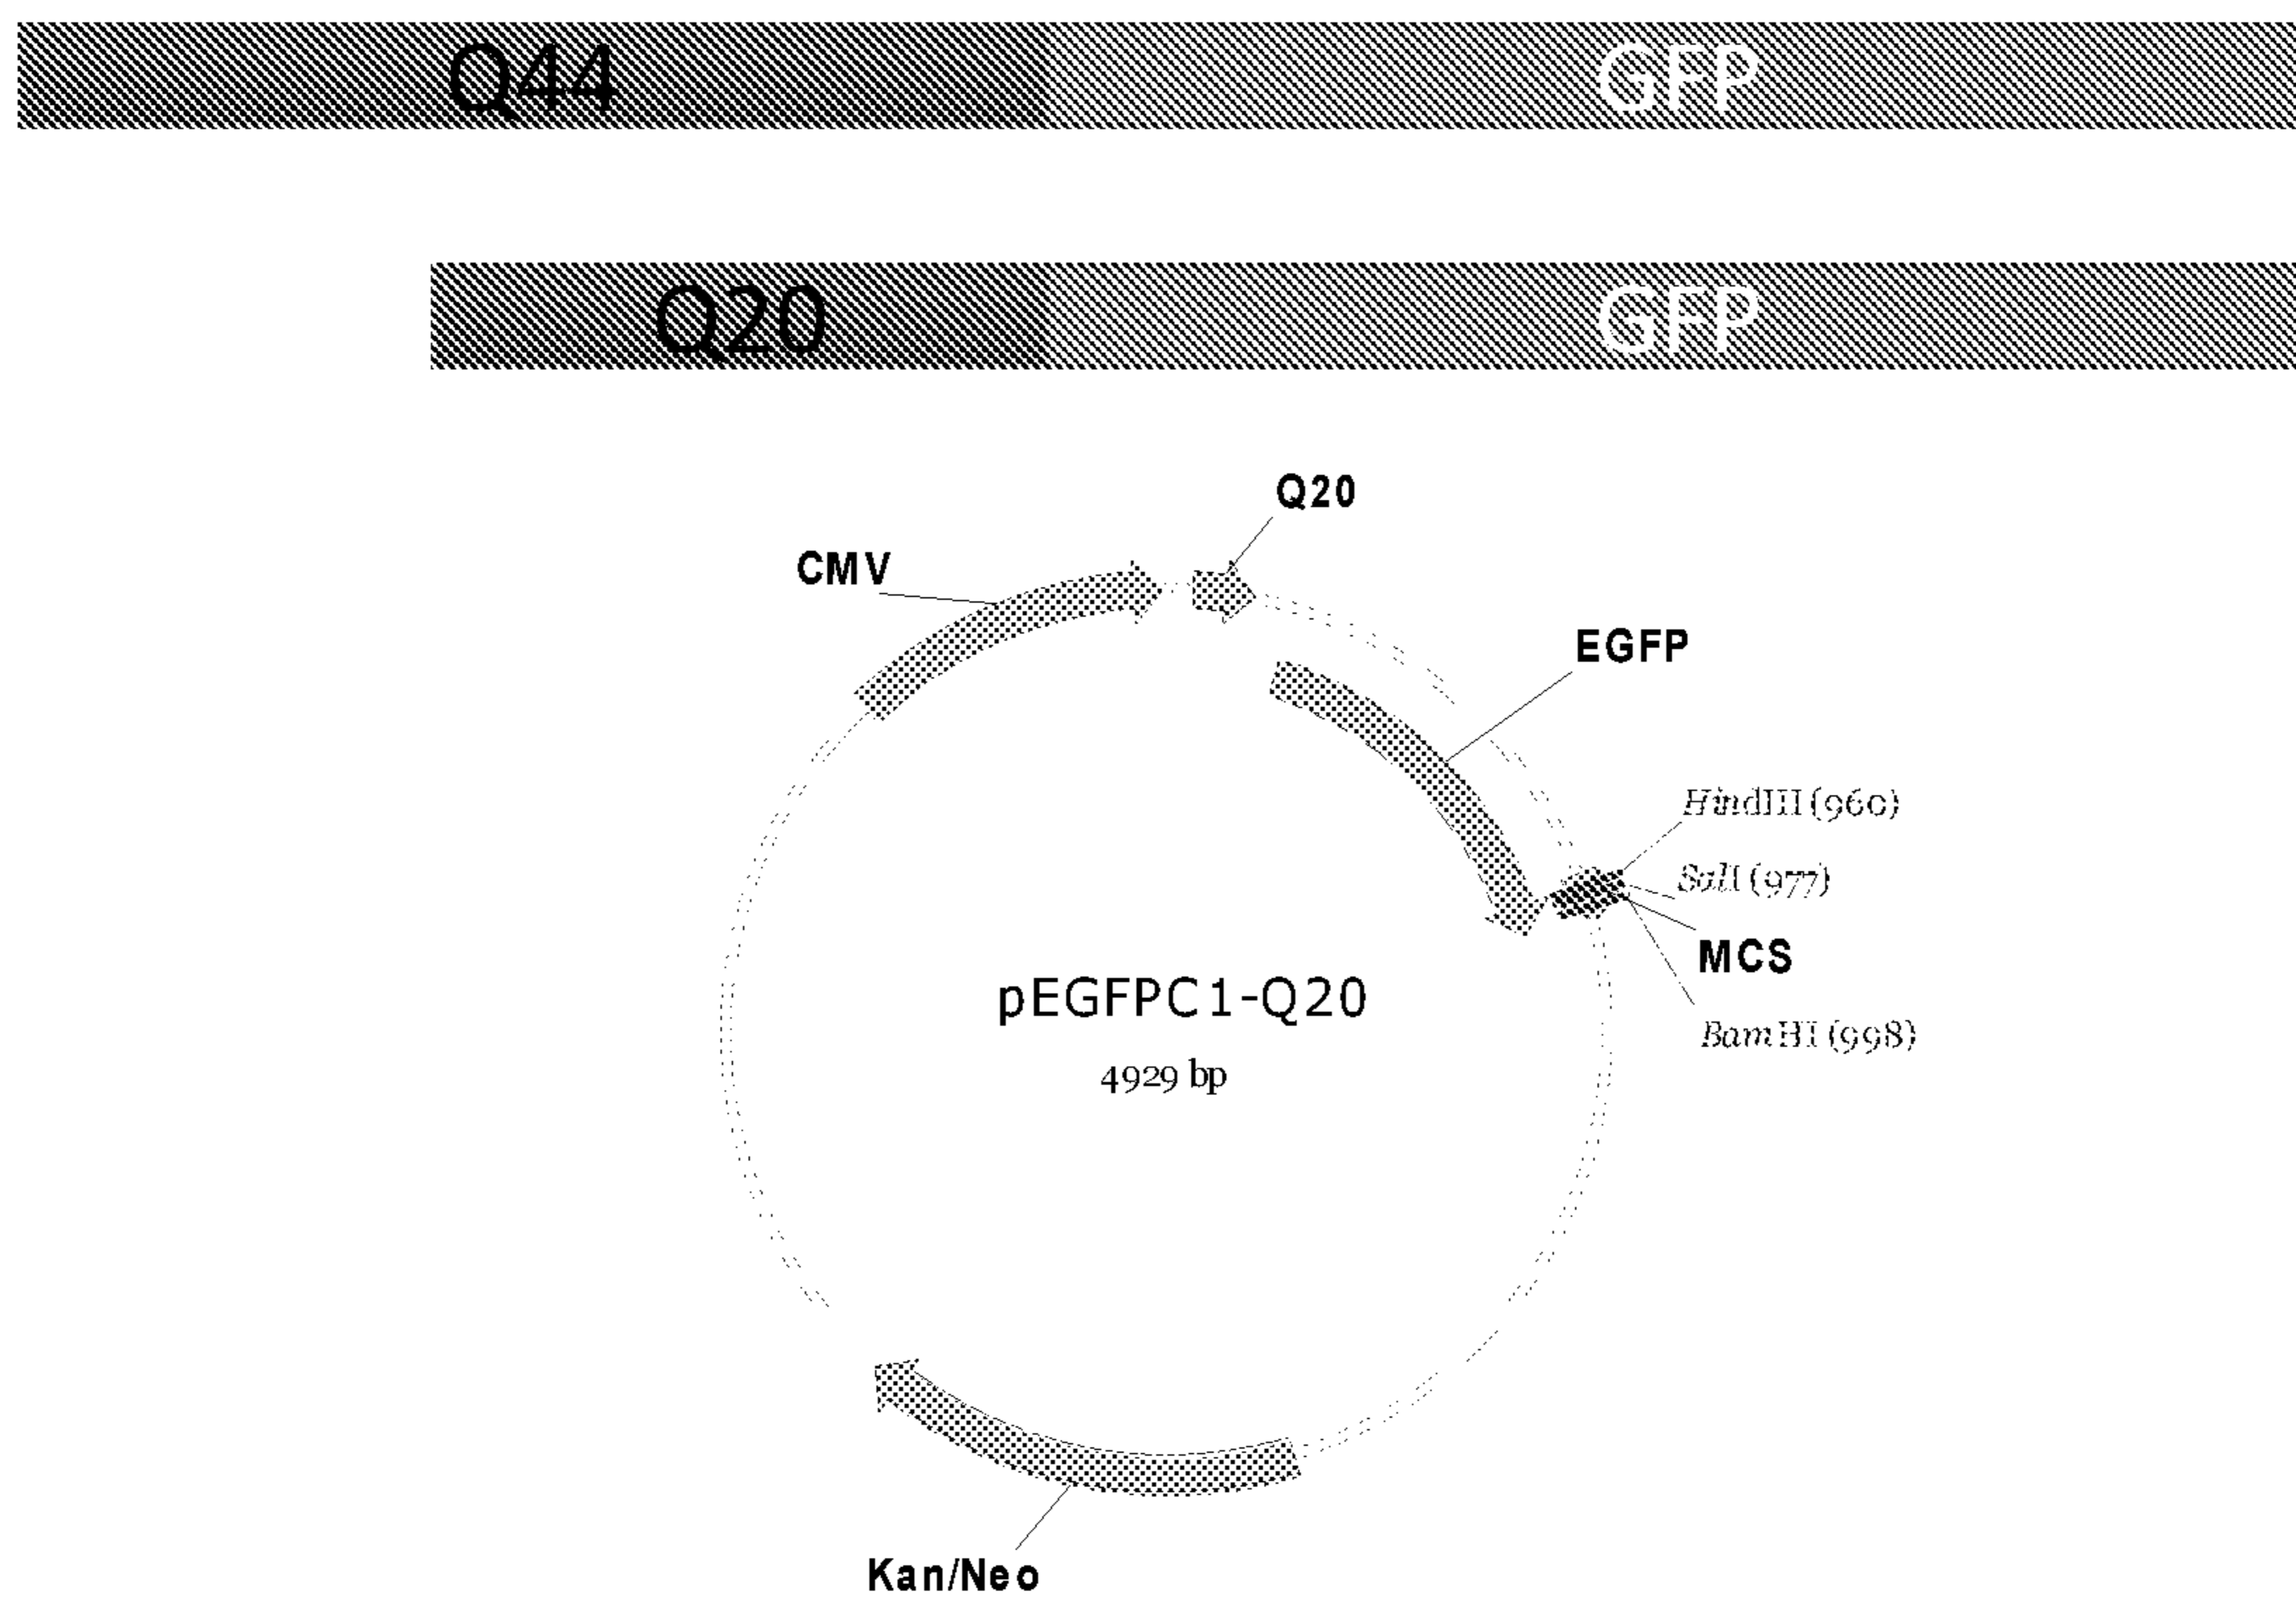 Q44 GFP
Q20 GFP
Q20
CMV
EGFP
HindIII (960)
SalI (977)
MCS
BamHI (998)
pEGFPC1-Q20
4929 bp
Kan/Neo